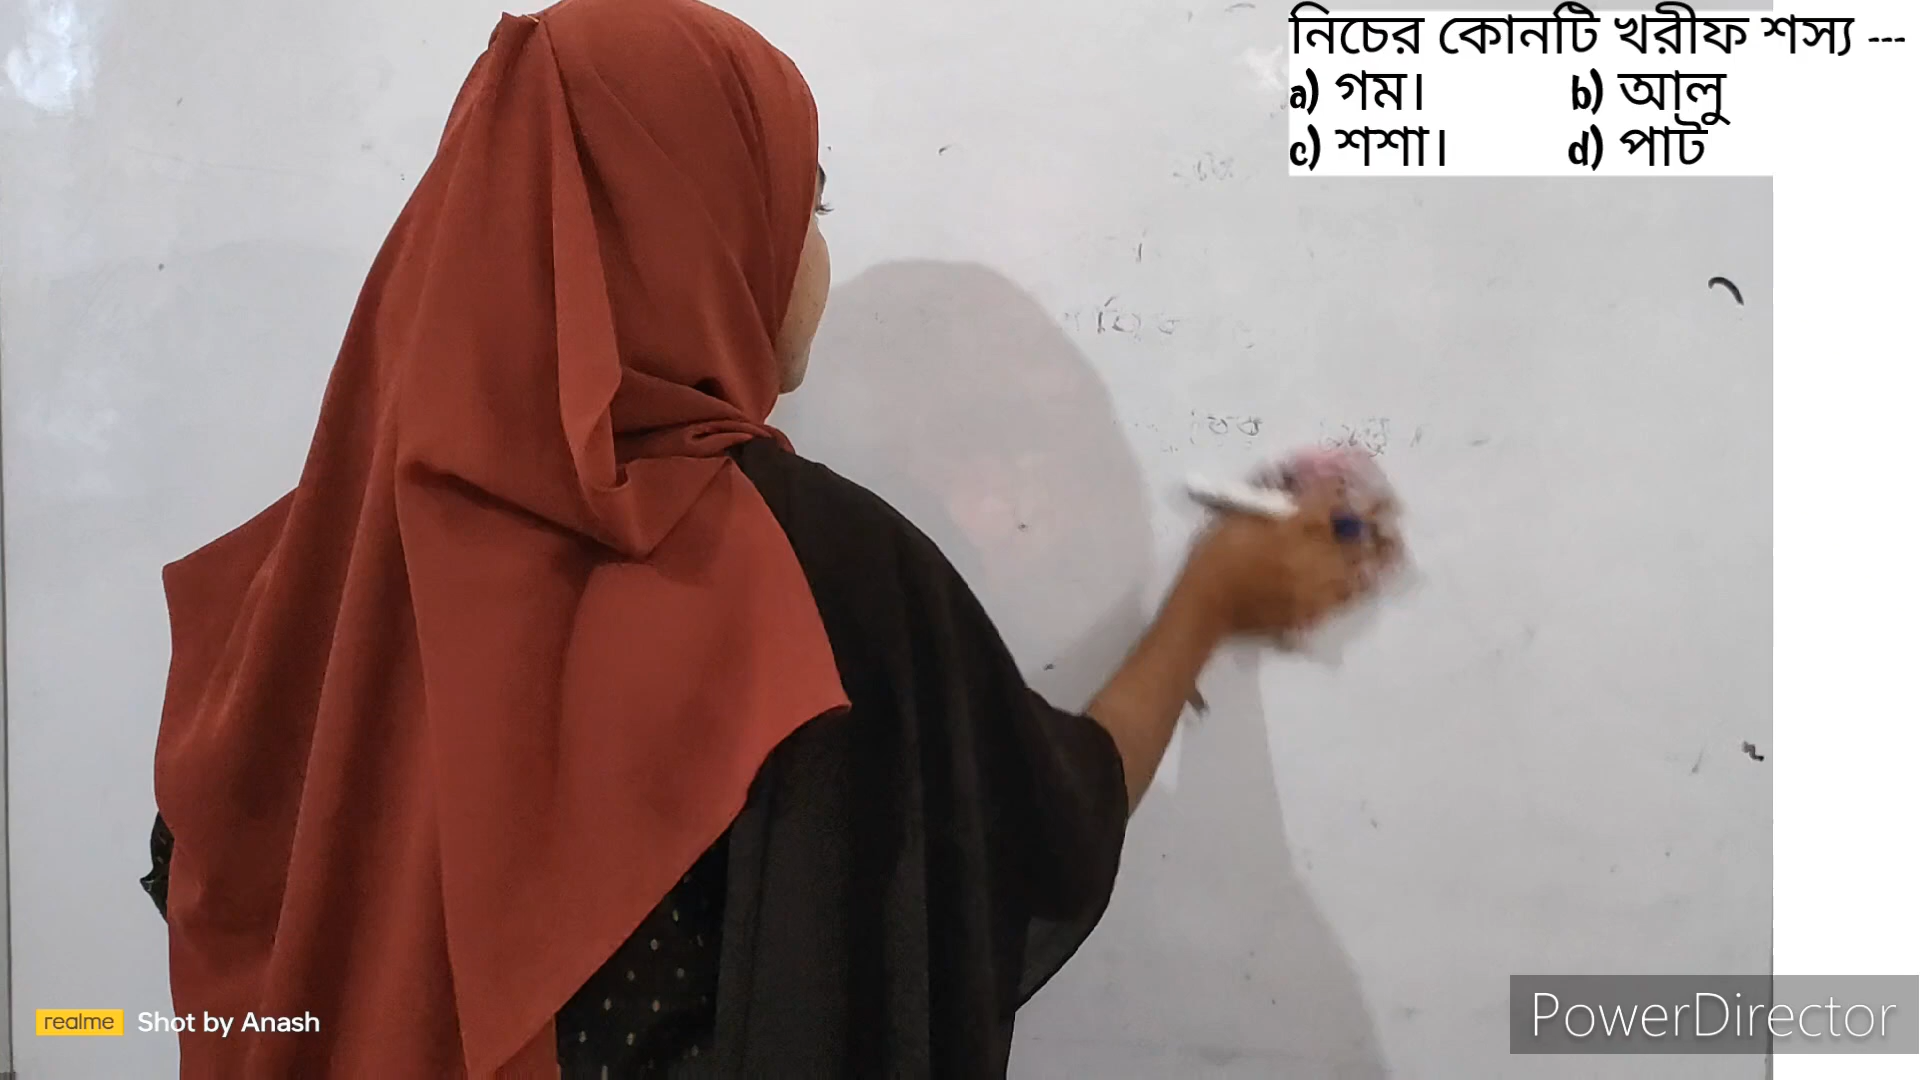 নিচের কোনটি খরীফ শস্য ---
a) গম। b) আলু
c) শশা। d) পাট
realme Shot by Anash
PowerDirector